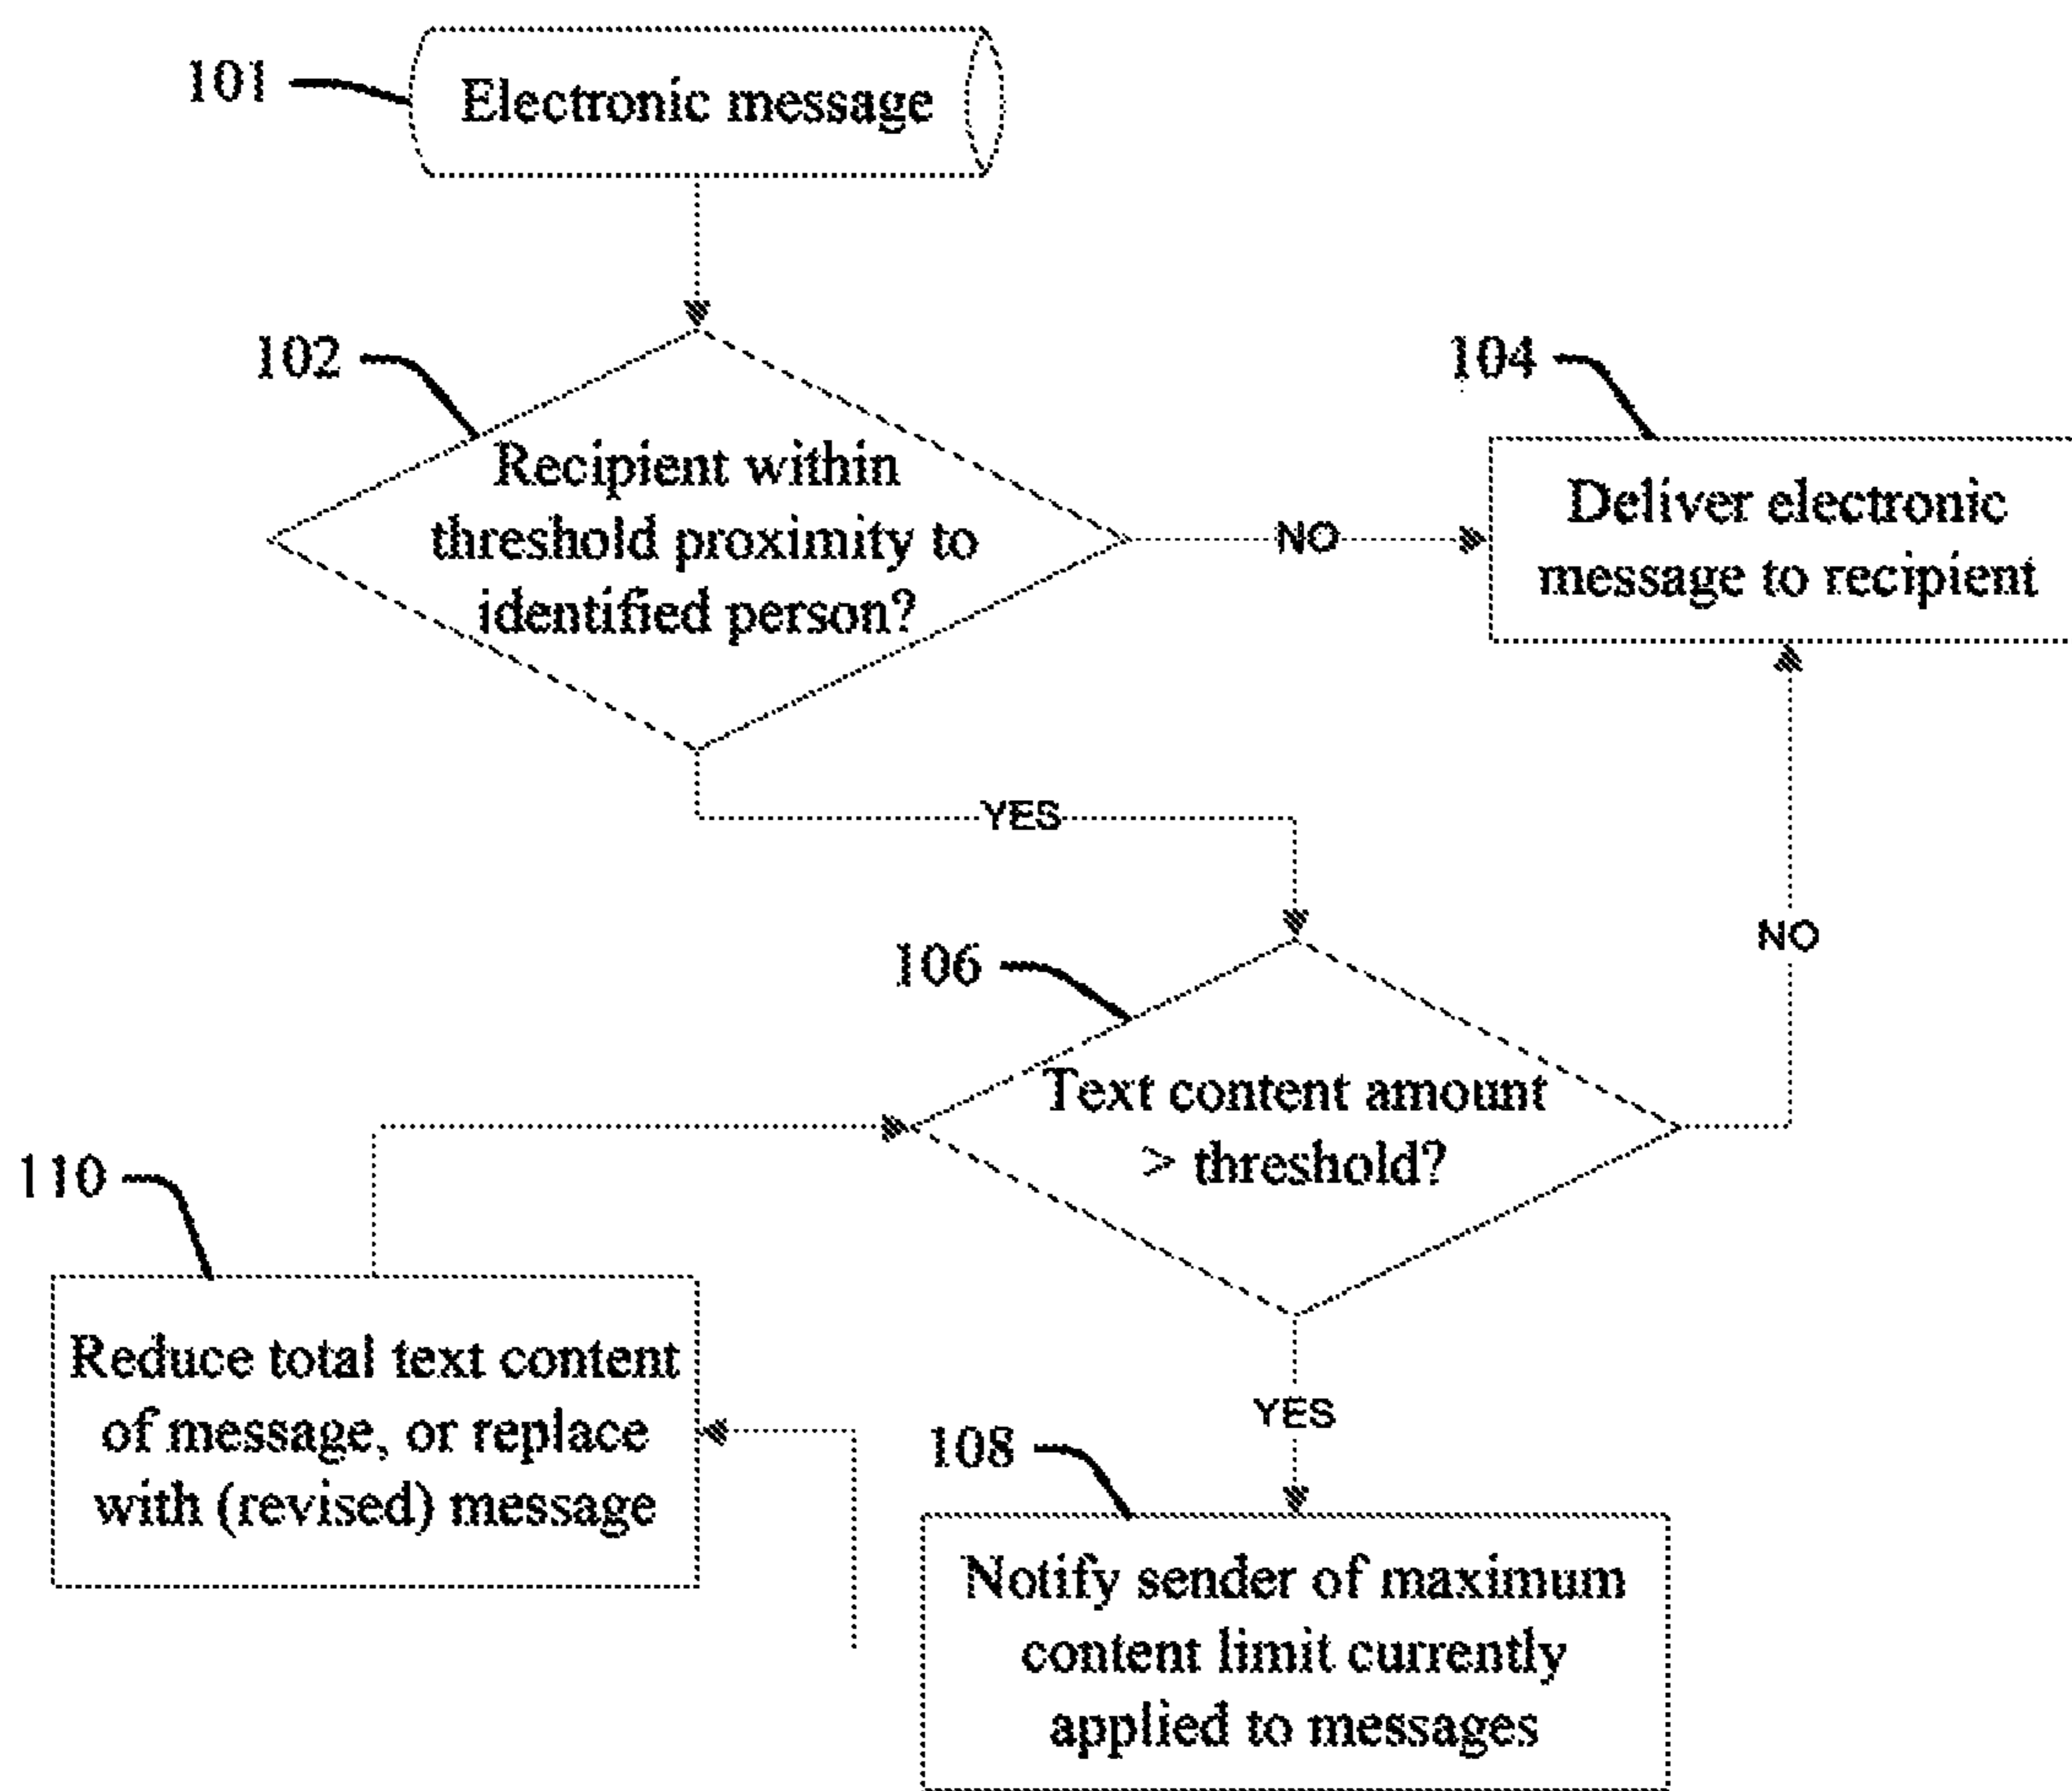 101
Electronic message
102
Recipient within
threshold proximity to
identified person?
NO
104
Deliver electronic
message to recipient
YES
NO
106
Text content amount
> threshold?
110
Reduce total text content
of message, or replace
with (revised) message
YES
108
Notify sender of maximum
content limit currently
applied to messages